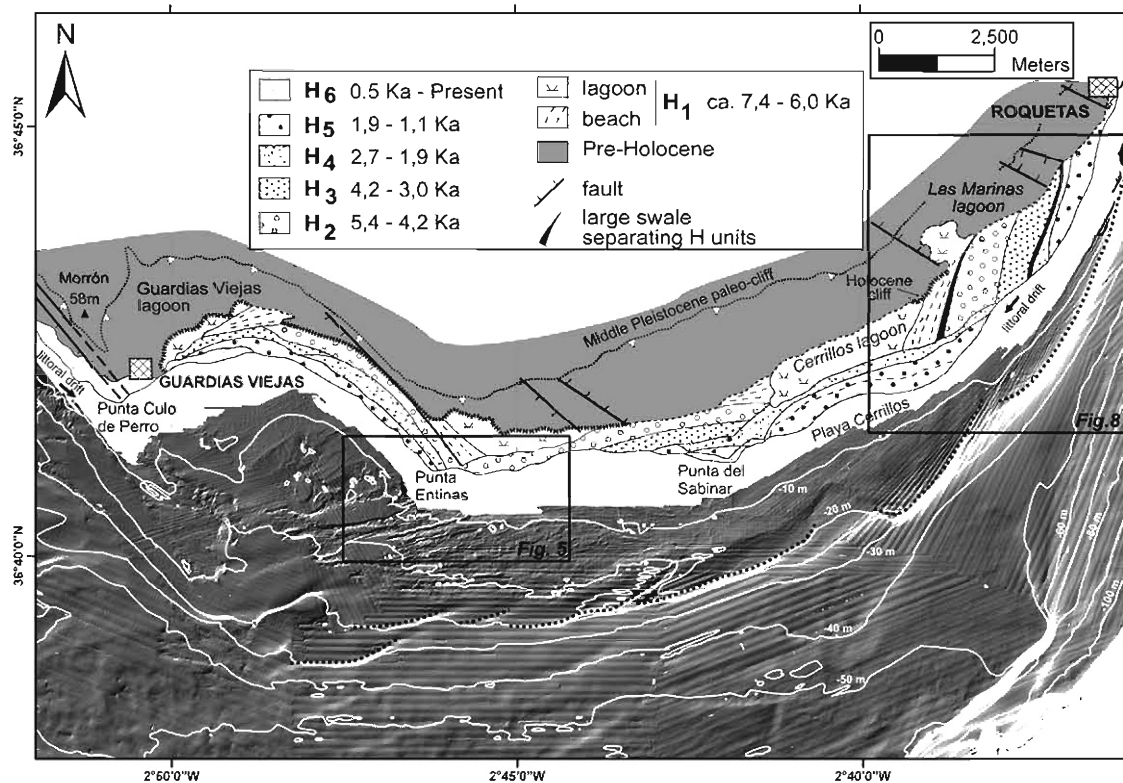 N
0 2,500
Meters
H6 0.5 Ka - Present
H5 1,9 - 1,1 Ka
H4 2,7 - 1,9 Ka
H3 4,2 - 3,0 Ka
H2 5,4 - 4,2 Ka
lagoon
beach
H1 ca. 7,4 - 6,0 Ka
Pre-Holocene
fault
large swale
separating H units
ROQUETAS
Las Marinas
lagoon
Holocene
cliff
littoral drift
Morrón
58m
Guardias Viejas
lagoon
Middle Pleistocene paleo-cliff
Cerrillos lagoon
littoral drift
GUARDIAS VIEJAS
Punta Culo
de Perro
Playa Cerrillos
Fig.8
Punta
Entinas
Punta del
Sabinar
Fig. 5
-10 m
-20 m
-30 m
-40 m
-50 m
-60 m
-80 m
-100 m
36°45'0"N
36°40'0"N
2°50'0"W
2°45'0"W
2°40'0"W